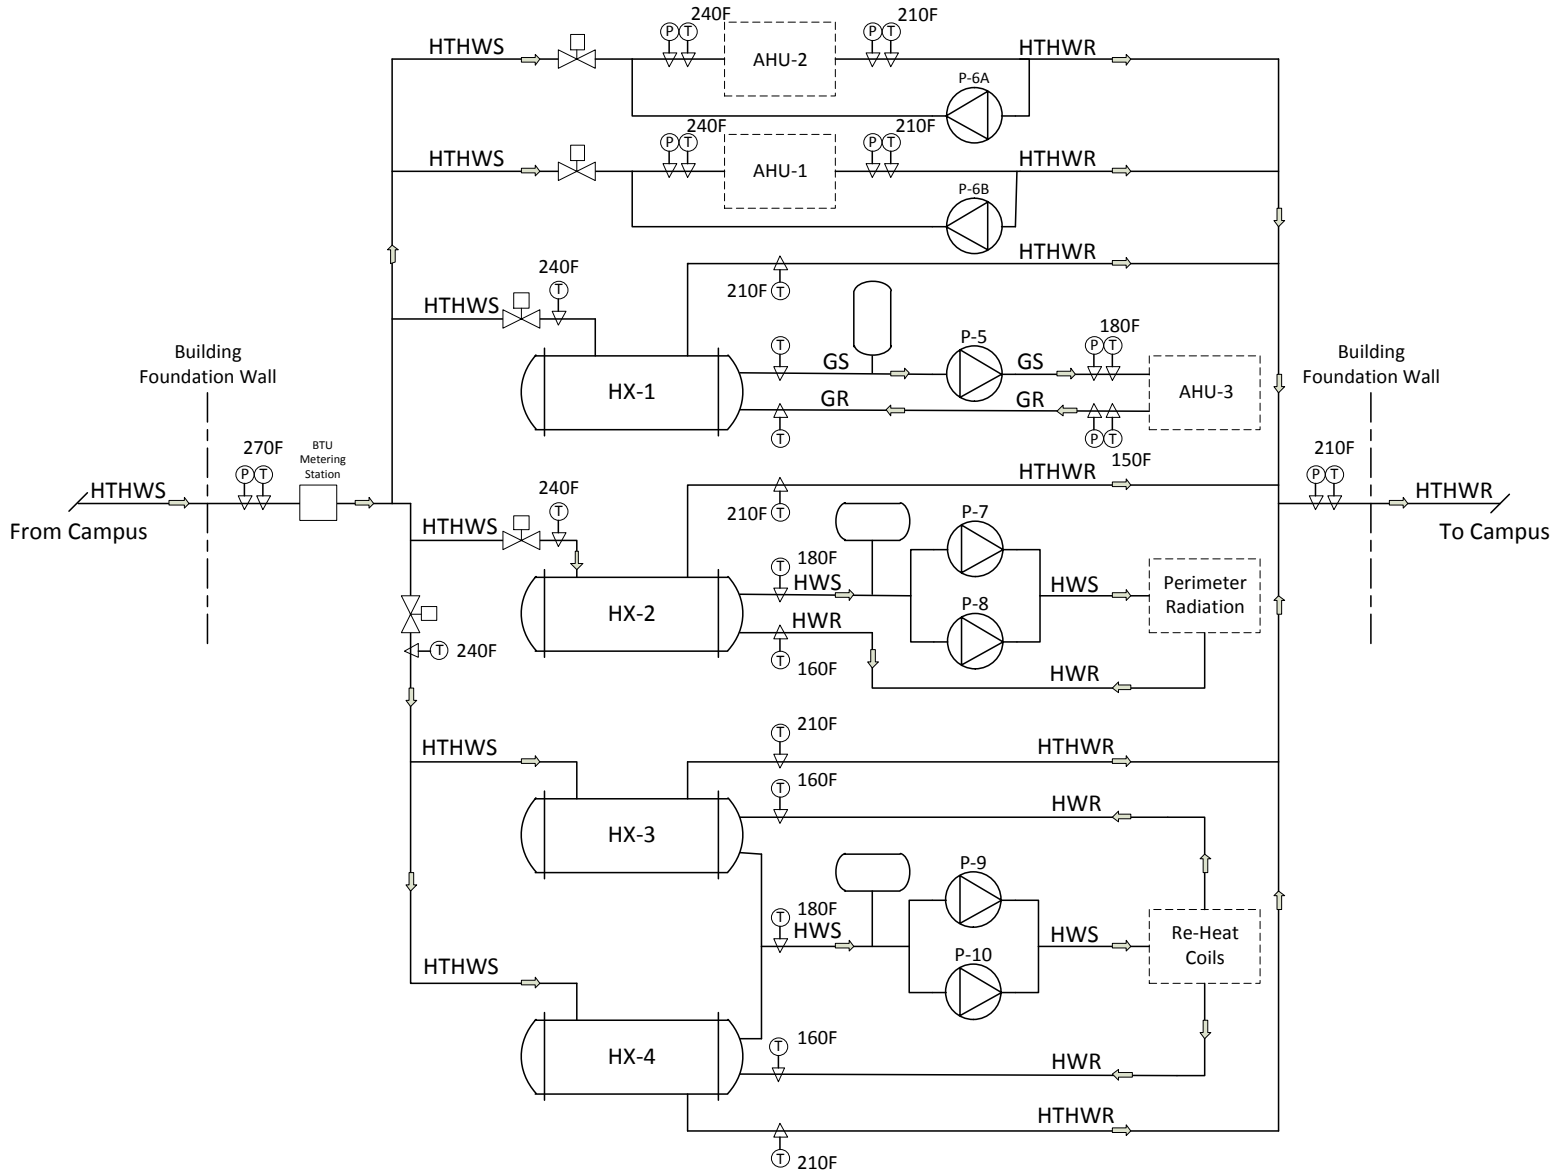 240F
210F
P T
P T
HTHWS
AHU-2
HTHWR
P-6A
240F
210F
P T
P T
HTHWS
AHU-1
HTHWR
P-6B
HTHWR
240F
T
210F T
HTHWS
HX-1
T
GS
P-5
GS
180F
P T
AHU-3
GR
GR
T
P T
150F
Building
Foundation Wall
Building
Foundation Wall
270F
P T
BTU
Metering
Station
HTHWS
From Campus
210F
P T
HTHWR
To Campus
HTHWR
240F
T
210F T
HTHWS
HX-2
T 180F
HWS
P-7
P-8
HWS
Perimeter
Radiation
HWR
T 160F
HWR
T 240F
T 210F
HTHWS
HTHWR
T 160F
HWR
HX-3
T 180F
HWS
P-9
P-10
HWS
Re-Heat
Coils
HTHWS
HX-4
T 160F
HWR
HTHWR
T 210F